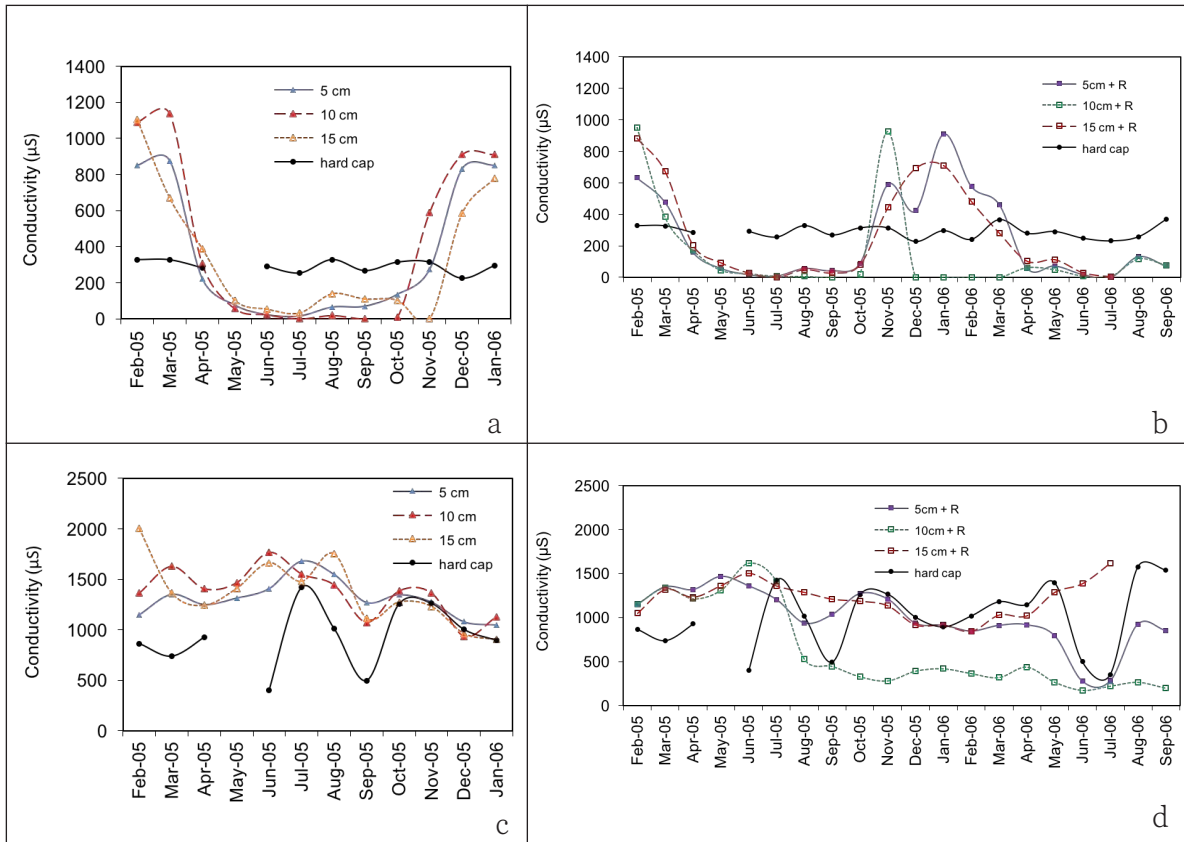 1400
1200
1000
800
600
400
200
0
Conductivity (µS)
5 cm
10 cm
15 cm
hard cap
Feb-05
Mar-05
Apr-05
May-05
Jun-05
Jul-05
Aug-05
Sep-05
Oct-05
Nov-05
Dec-05
Jan-06
a
1400
1200
1000
800
600
400
200
0
Conductivity (µS)
5cm + R
10cm + R
15 cm + R
hard cap
Feb-05
Mar-05
Apr-05
May-05
Jun-05
Jul-05
Aug-05
Sep-05
Oct-05
Nov-05
Dec-05
Jan-06
Feb-06
Mar-06
Apr-06
May-06
Jun-06
Jul-06
Aug-06
Sep-06
b
2500
2000
1500
1000
500
0
Conductivity (µS)
5 cm
10 cm
15 cm
hard cap
Feb-05
Mar-05
Apr-05
May-05
Jun-05
Jul-05
Aug-05
Sep-05
Oct-05
Nov-05
Dec-05
Jan-06
c
2500
2000
1500
1000
500
0
Conductivity (µS)
5cm + R
10cm + R
15 cm + R
hard cap
Feb-05
Mar-05
Apr-05
May-05
Jun-05
Jul-05
Aug-05
Sep-05
Oct-05
Nov-05
Dec-05
Jan-06
Feb-06
Mar-06
Apr-06
May-06
Jun-06
Jul-06
Aug-06
Sep-06
d